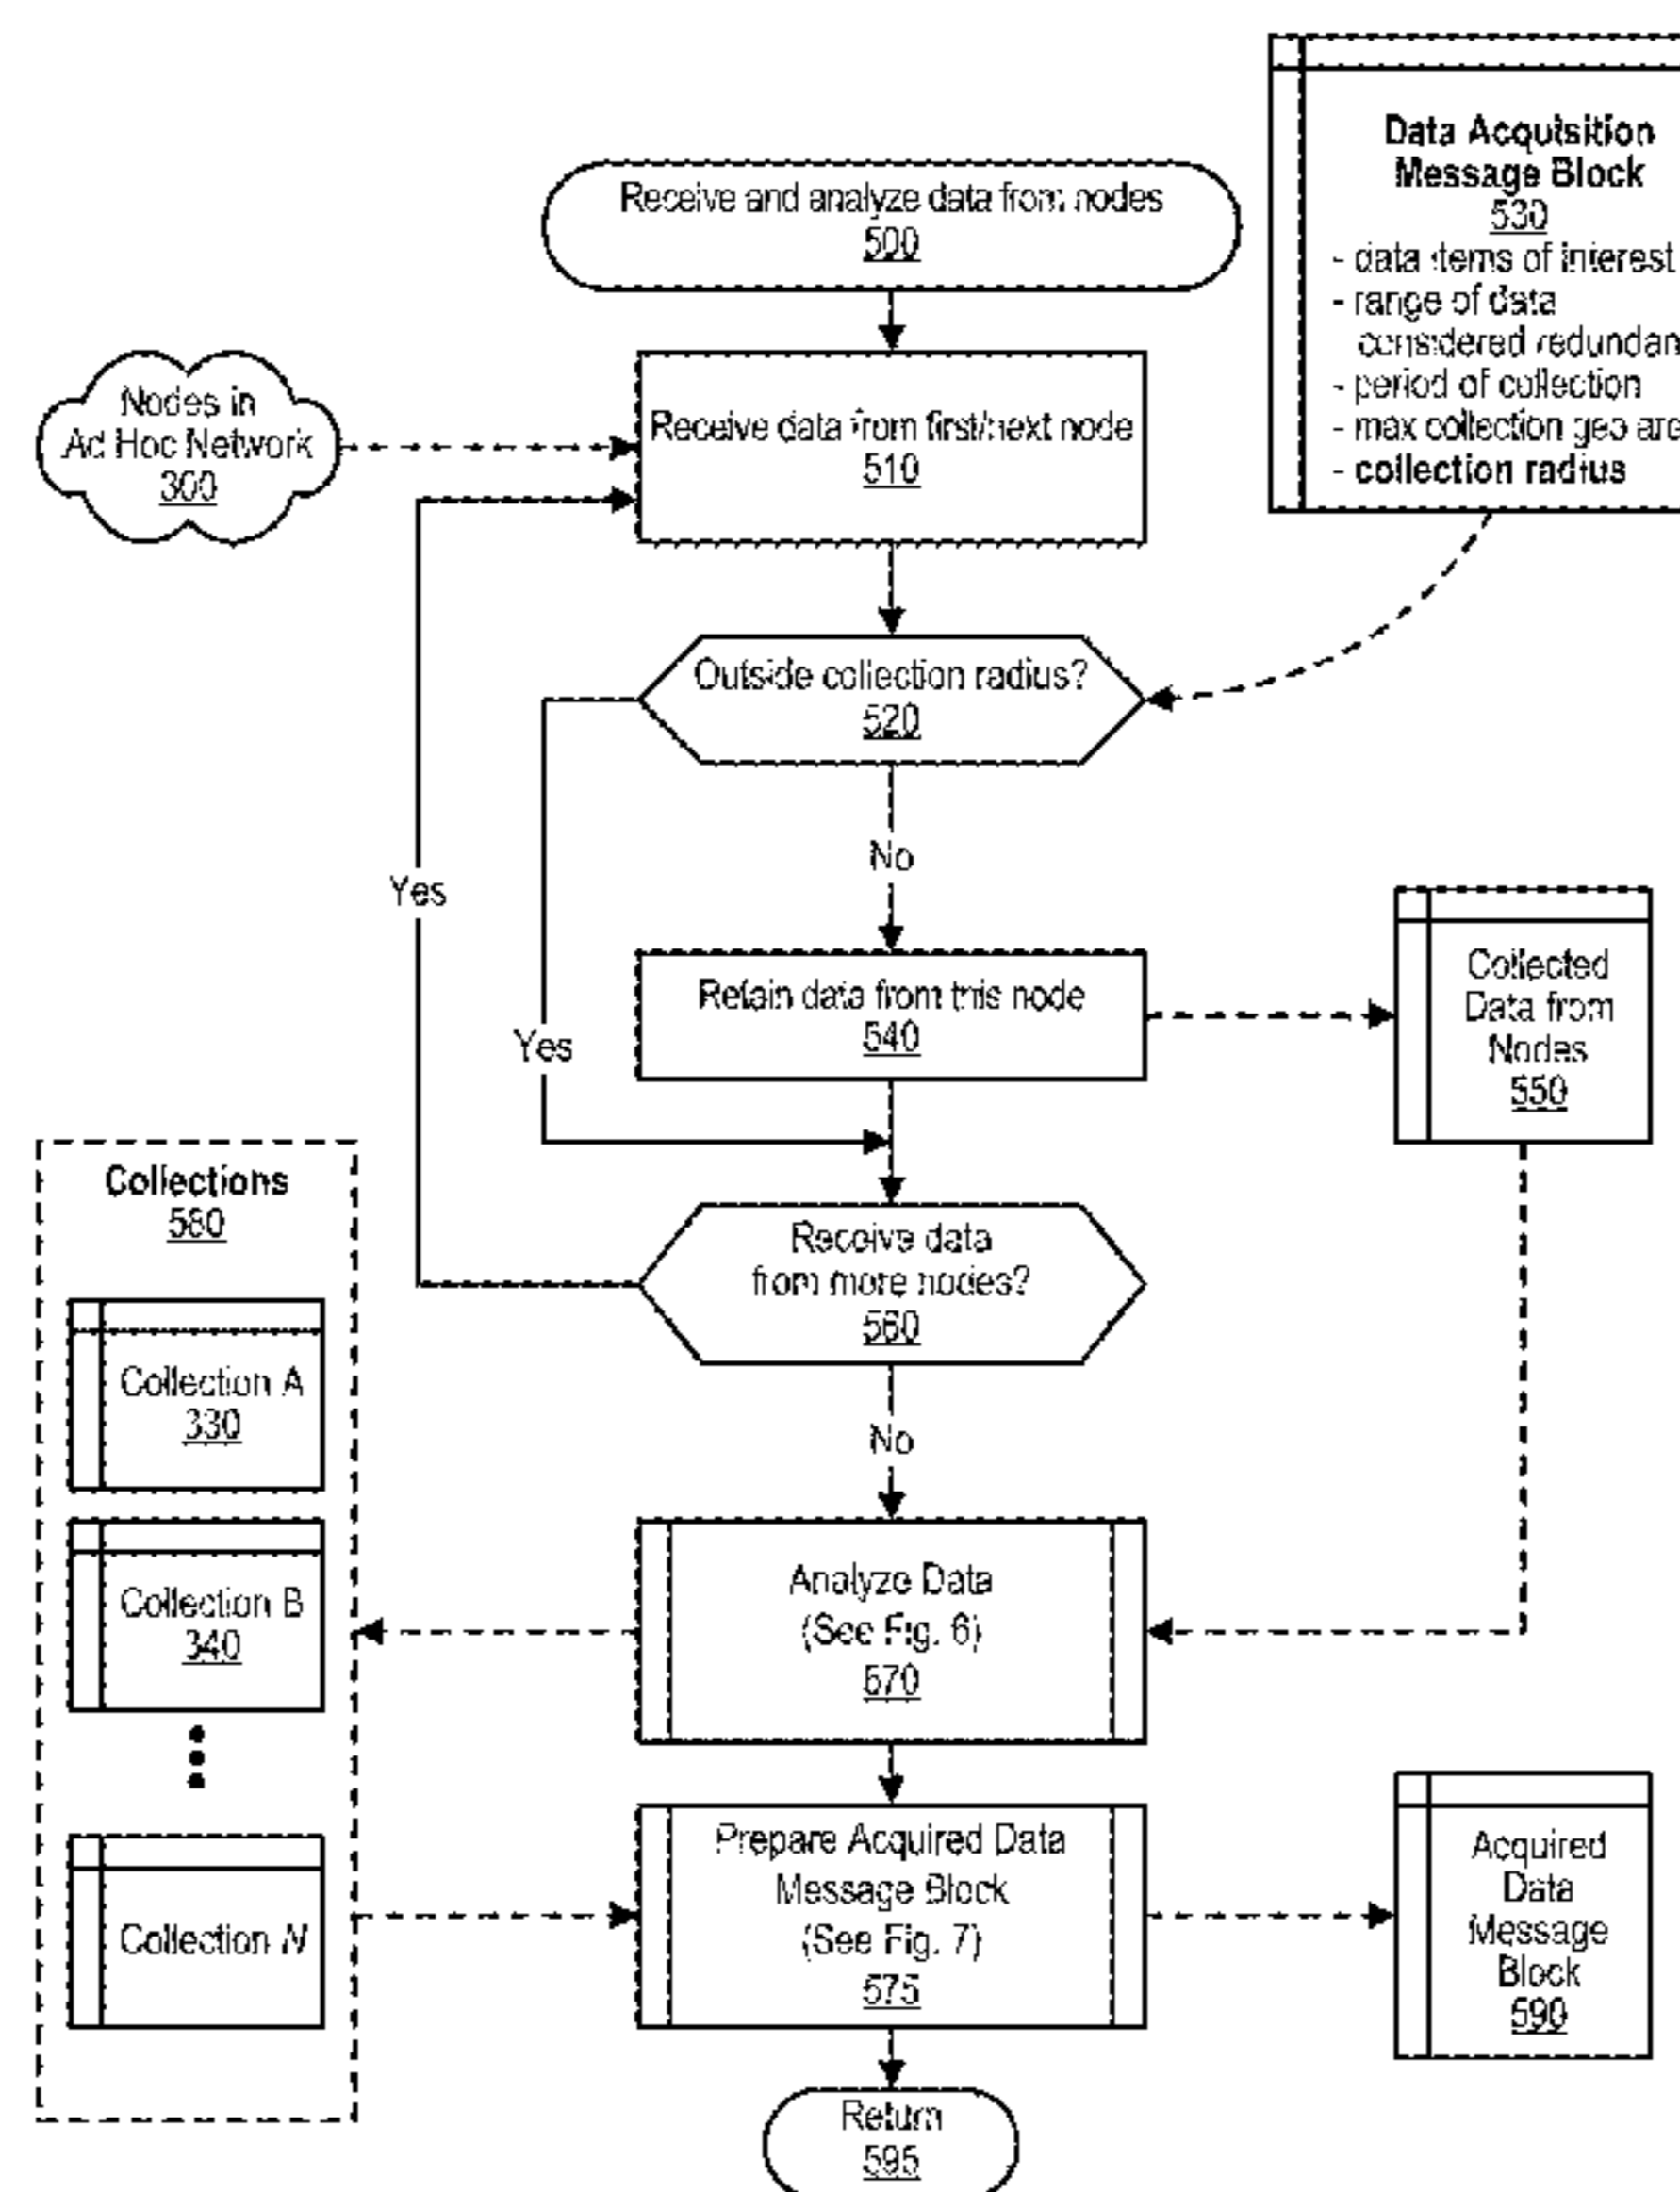 Receive and analyze data from nodes
500
Data Acquisition
Message Block
530
- data items of interest
- range of data
considered redundan
- period of collection
- max collection geo are
- collection radius
Nodes in
Ad Hoc Network
300
Receive data from first/next node
510
Outside collection radius?
520
No
Yes
Retain data from this node
540
Yes
Collected
Data from
Nodes
550
Collections
580
Receive data
from more nodes?
560
Collection A
330
No
Collection B
340
Analyze Data
(See Fig. 6)
570
Collection N
Prepare Acquired Data
Message Block
(See Fig. 7)
575
Acquired
Data
Message
Block
590
Return
595